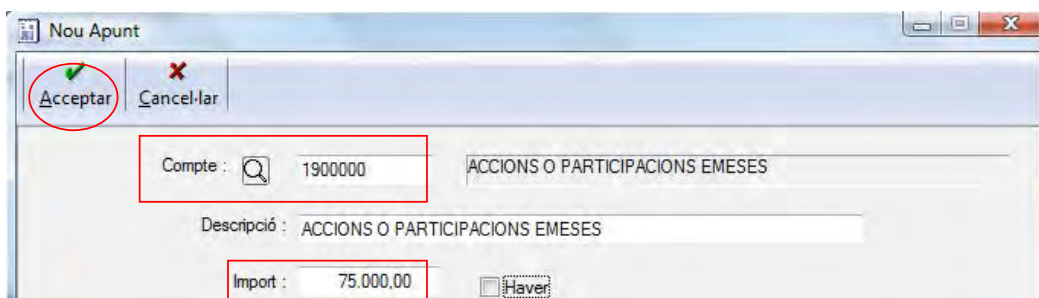 Nou Apunt
Acceptar Cancel·lar
Compte : 1900000 ACCIONS O PARTICIPACIONS EMESES
Descripció : ACCIONS O PARTICIPACIONS EMESES
Import : 75.000,00 Haver